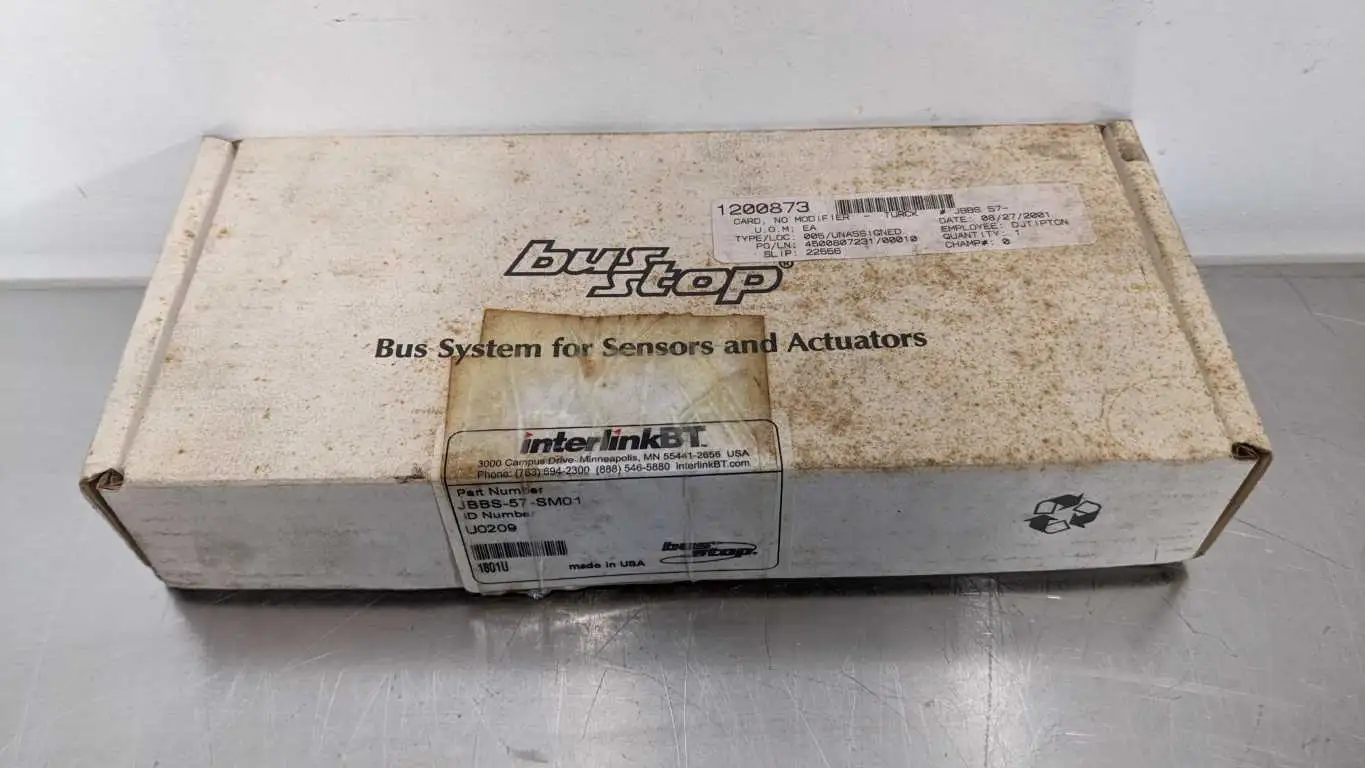 1200873
CARD, NO MODIFIER - TURCK # JBBS 57-
U.O.M: EA DATE: 08/27/2001
TYPE/LOC: 005/UNASSIGNED EMPLOYEE: DJTIPTON
PO/LN: 4500807231/00010 QUANTITY: 1
SLIP: 22556 CHAMP#: 0
bus
stop®
Bus System for Sensors and Actuators
interlinkBT™
3000 Campus Drive Minneapolis, MN 55441-2656 USA
Phone: (763) 694-2300 (888) 546-5880 interlinkBT.com
Part Number
JBBS-57-SM01
ID Number
U0209
1801U
made in USA
bus
stop.